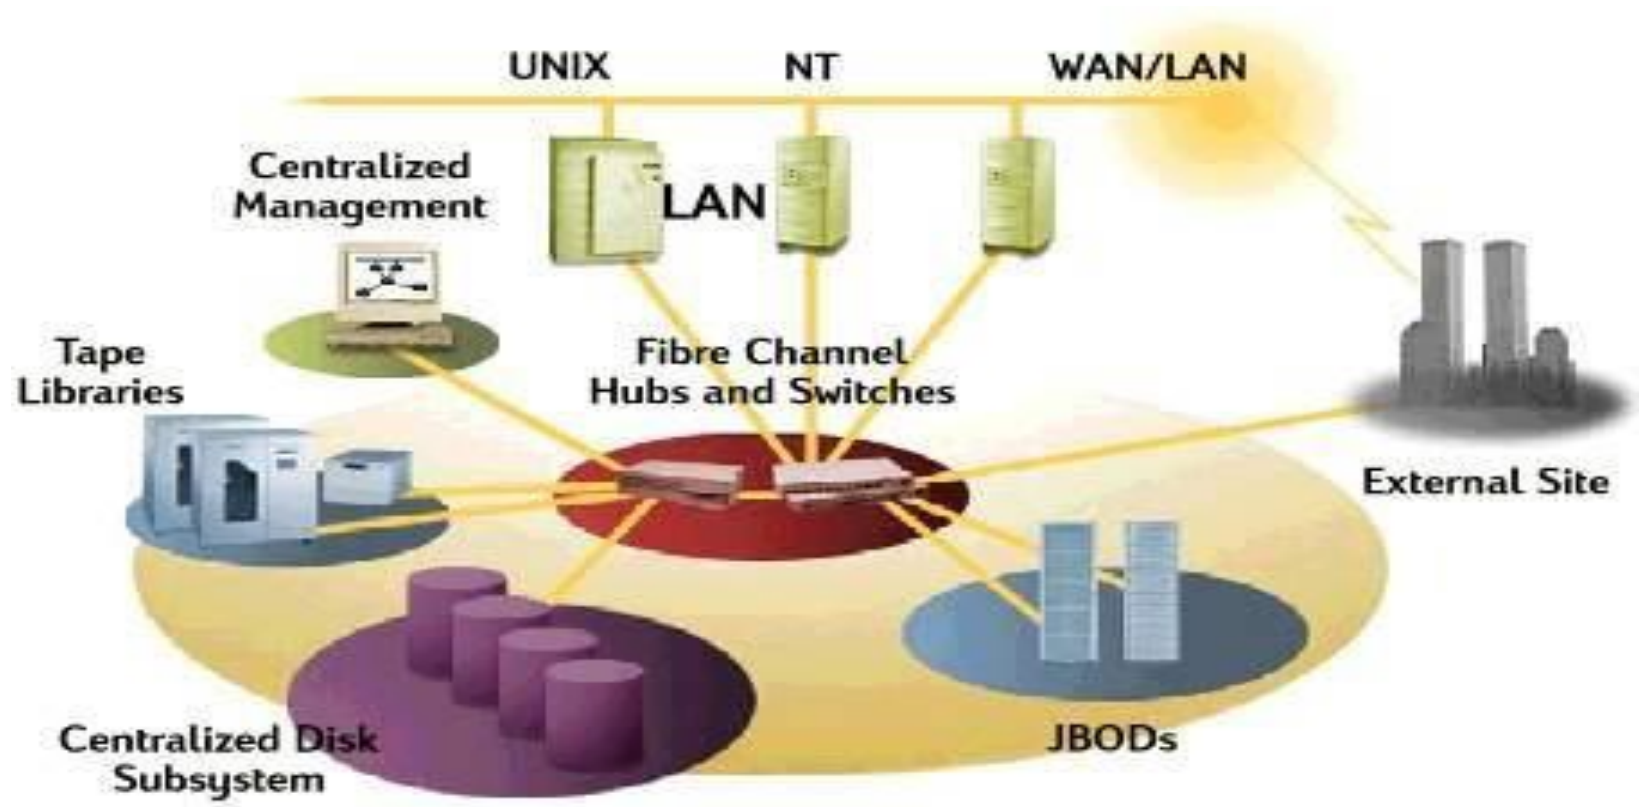 UNIX
NT
WAN/LAN
Centralized
Management
LAN
Tape
Libraries
Fibre Channel
Hubs and Switches
External Site
Centralized Disk
Subsystem
JBODs